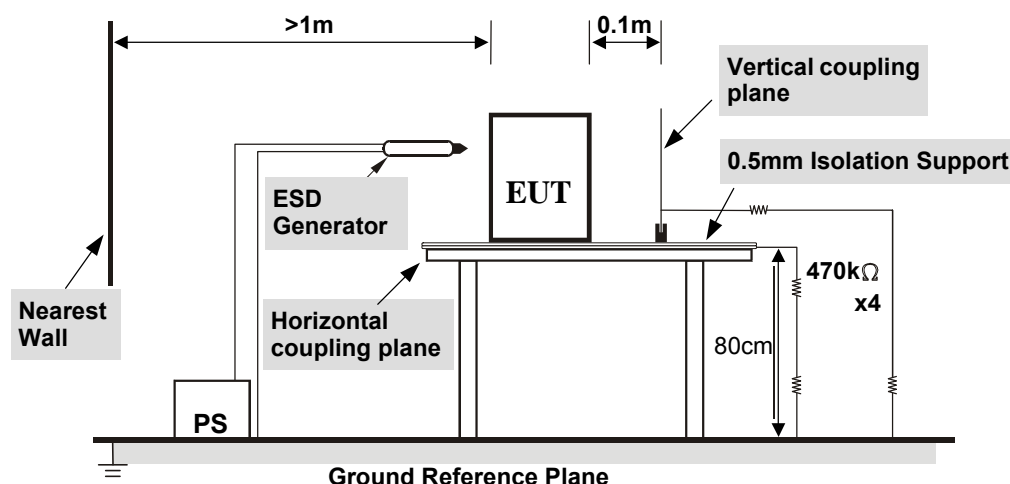 >1m
0.1m
Vertical coupling
plane
0.5mm Isolation Support
ESD
Generator
EUT
Nearest
Wall
Horizontal
coupling plane
470kΩ
x4
80cm
PS
Ground Reference Plane